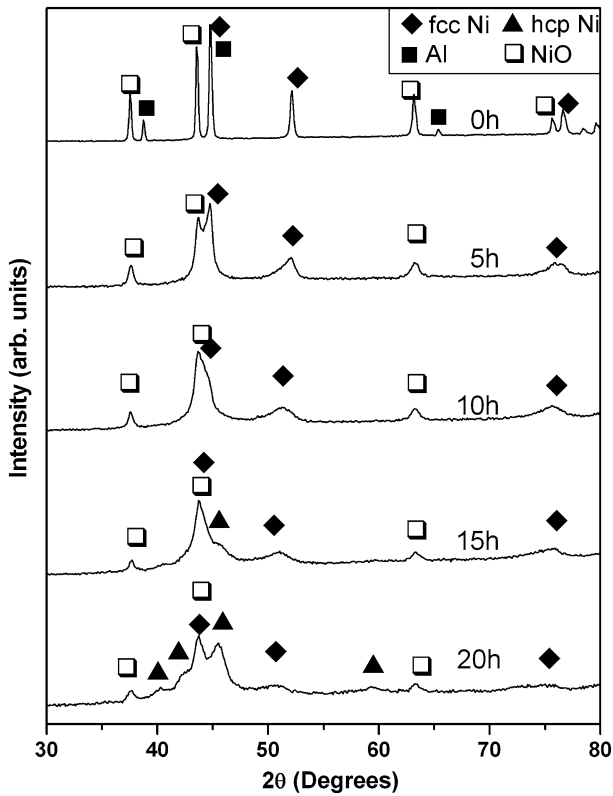 fcc Ni hcp Ni
Al NiO
0h
5h
10h
15h
20h
Intensity (arb. units)
30 40 50 60 70 80
2θ (Degrees)